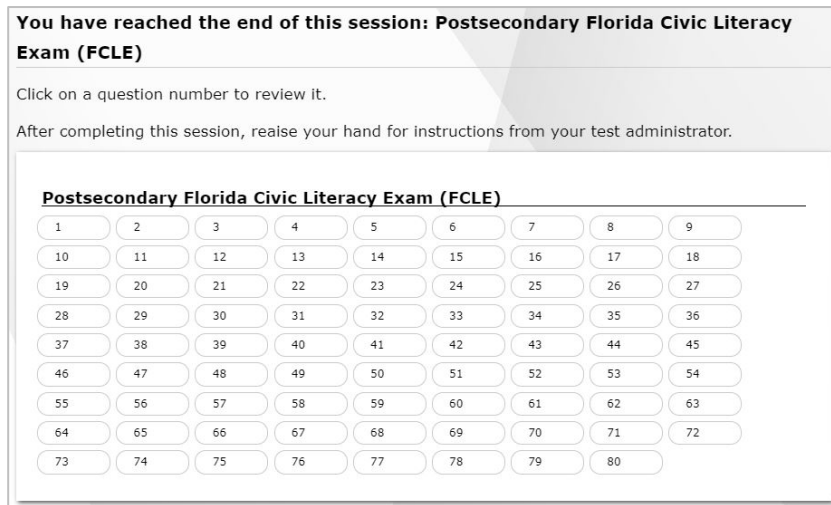 You have reached the end of this session: Postsecondary Florida Civic Literacy
Exam (FCLE)
Click on a question number to review it.
After completing this session, reaise your hand for instructions from your test administrator.
Postsecondary Florida Civic Literacy Exam (FCLE)
1 2 3 4 5 6 7 8 9
10 11 12 13 14 15 16 17 18
19 20 21 22 23 24 25 26 27
28 29 30 31 32 33 34 35 36
37 38 39 40 41 42 43 44 45
46 47 48 49 50 51 52 53 54
55 56 57 58 59 60 61 62 63
64 65 66 67 68 69 70 71 72
73 74 75 76 77 78 79 80